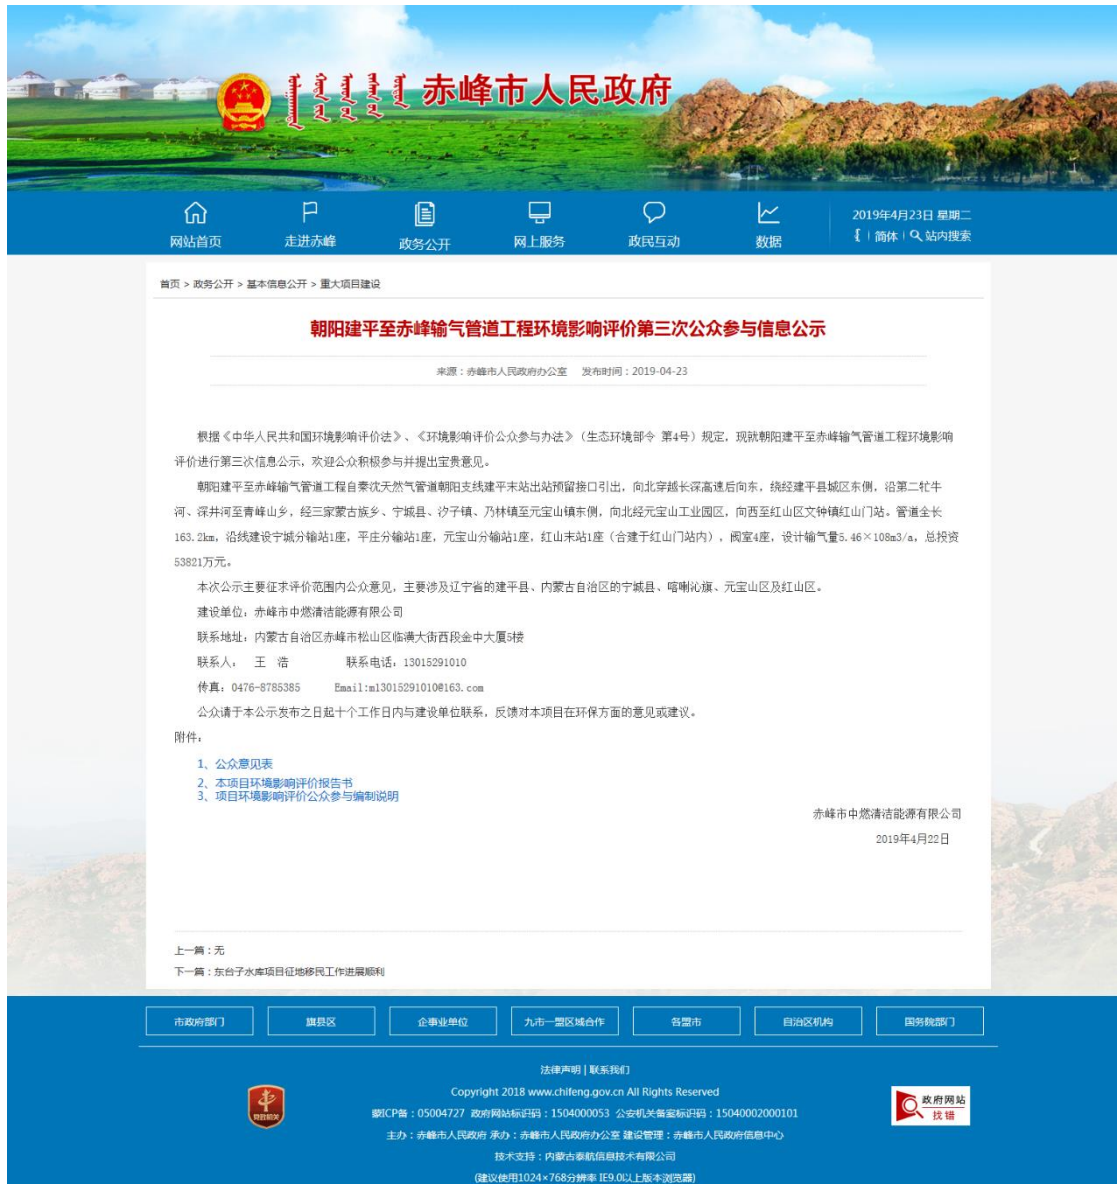 赤峰市人民政府
网站首页 走进赤峰 政务公开 网上服务 政民互动 数据
2019年4月23日 星期二
简体 站内搜索
首页 > 政务公开 > 基本信息公开 > 重大项目建设
朝阳建平至赤峰输气管道工程环境影响评价第三次公众参与信息公示
来源：赤峰市人民政府办公室 发布时间：2019-04-23
根据《中华人民共和国环境影响评价法》、《环境影响评价公众参与办法》（生态环境部令 第4号）规定，现就朝阳建平至赤峰输气管道工程环境影响
评价进行第三次信息公示，欢迎公众积极参与并提出宝贵意见。
朝阳建平至赤峰输气管道工程自秦沈天然气管道朝阳支线建平末站出站预留接口引出，向北穿越长深高速后向东，绕经建平县城区东侧，沿第二牤牛
河、深井河至青峰山乡，经三家蒙古族乡、宁城县、汐子镇、乃林镇至元宝山镇东侧，向北经元宝山工业园区，向西至红山区文钟镇红山门站。管道全长
163.2km，沿线建设宁城分输站1座，平庄分输站1座，元宝山分输站1座，红山末站1座（合建于红山门站内），阀室4座，设计输气量5.46×108m3/a，总投资
53821万元。
本次公示主要征求评价范围内公众意见，主要涉及辽宁省的建平县、内蒙古自治区的宁城县、喀喇沁旗、元宝山区及红山区。
建设单位：赤峰市中燃清洁能源有限公司
联系地址：内蒙古自治区赤峰市松山区临潢大街西段金中大厦5楼
联系人： 王 浩 联系电话：13015291010
传真：0476-8785385 Email:m13015291010@163.com
公众请于本公示发布之日起十个工作日内与建设单位联系，反馈对本项目在环保方面的意见或建议。
附件：
1、公众意见表
2、本项目环境影响评价报告书
3、项目环境影响评价公众参与编制说明
赤峰市中燃清洁能源有限公司
2019年4月22日
上一篇：无
下一篇：东台子水库项目征地移民工作进展顺利
市政府部门 旗县区 企事业单位 九市一盟区域合作 各盟市 自治区机构 国务院部门
法律声明 | 联系我们
Copyright 2018 www.chifeng.gov.cn All Rights Reserved
蒙ICP备：05004727 政府网站标识码：1504000053 公安机关备案标识码：15040002000101
主办：赤峰市人民政府 承办：赤峰市人民政府办公室 建设管理：赤峰市人民政府信息中心
技术支持：内蒙古泰航信息技术有限公司
(建议使用1024×768分辨率 IE9.0以上版本浏览器)
党政机关
政府网站
找错